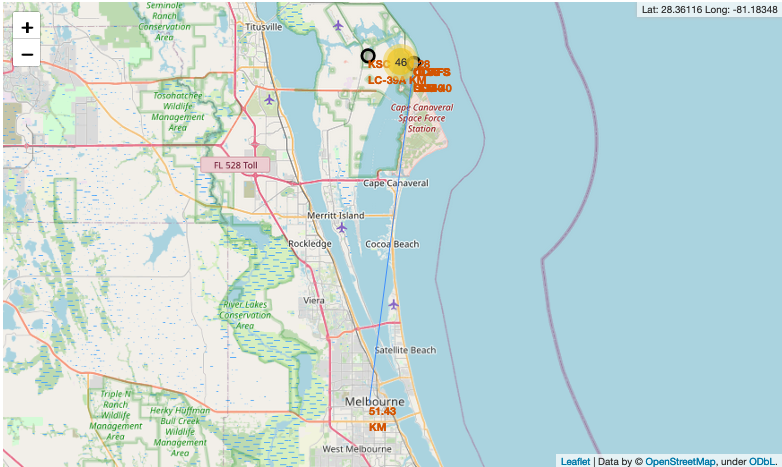 Lat: 28.36116 Long: -81.18348
+
−
Seminole
Ranch
Conservation
Area
Titusville
46
KSC
28
LC-39A KM
Tosohatchee
Wildlife
Management
Area
Cape Canaveral
Space Force
Station
FL 528 Toll
Cape Canaveral
Merritt Island
Rockledge
Cocoa Beach
Viera
River Lakes
Conservation
Area
Satellite Beach
Triple N
Ranch
Wildlife
Management
Area
Herky Huffman
Bull Creek
Wildlife
Management
Area
Melbourne
51.43
KM
West Melbourne
Leaflet | Data by © OpenStreetMap, under ODbL.